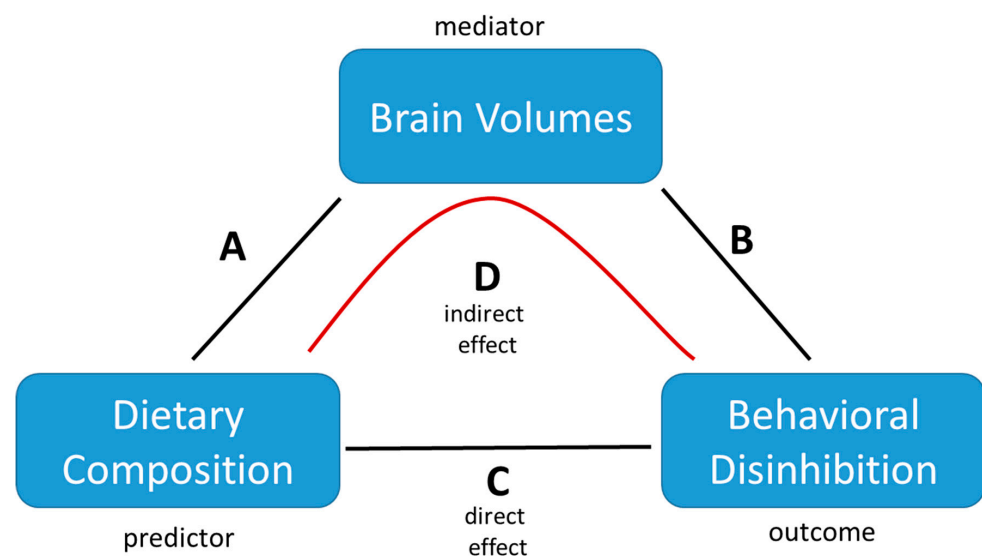 mediator
Brain Volumes
A
B
D
indirect
effect
Dietary
Composition
Behavioral
Disinhibition
C
direct
effect
predictor
outcome